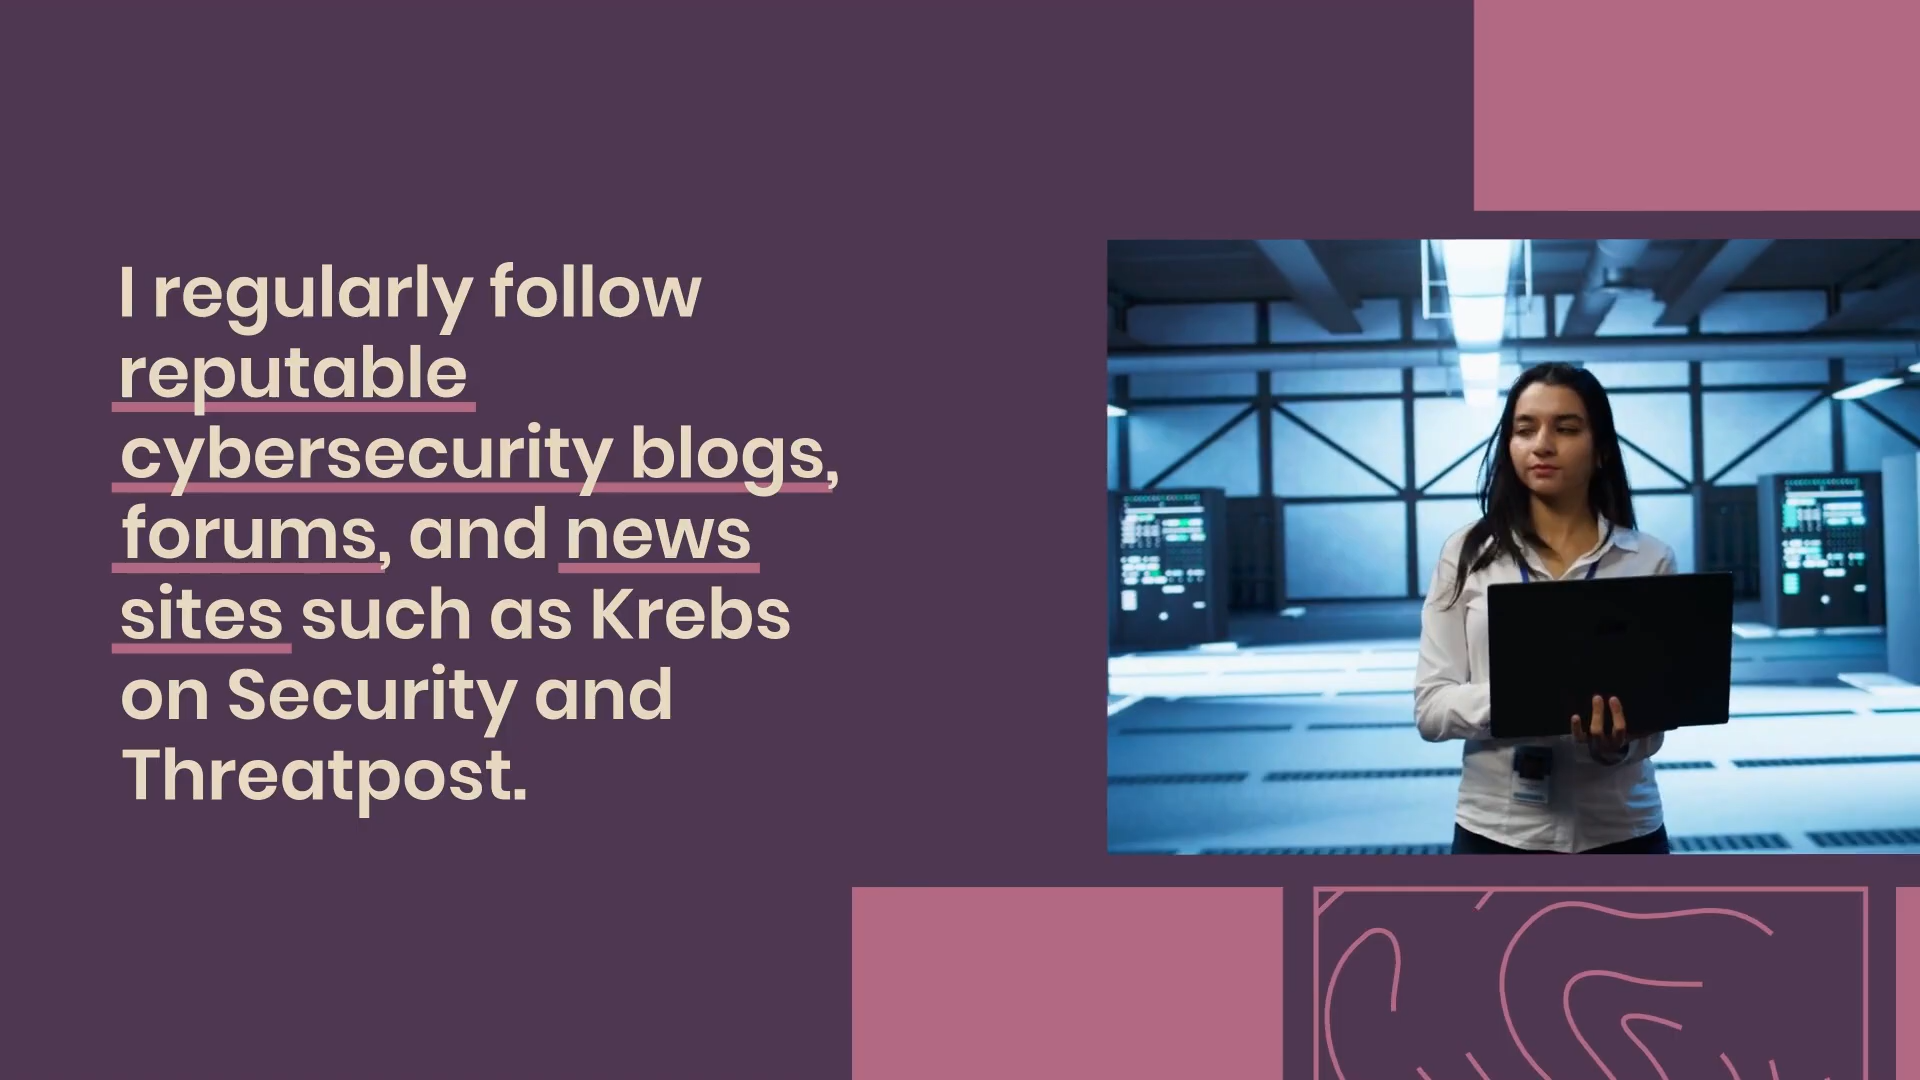 I regularly follow
reputable
cybersecurity blogs,
forums, and news
sites such as Krebs
on Security and
Threatpost.